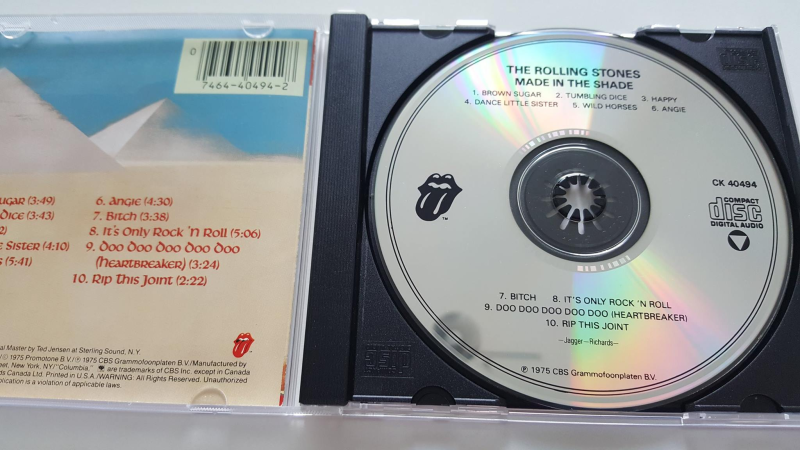 0 7464-40494-2
ugar (3:49)
Dice (3:43)
2)
e Sister (4:10)
s (5:41)
6. Angie (4:30)
7. Bitch (3:38)
8. It's Only Rock 'n Roll (5:06)
9. Doo Doo Doo Doo Doo
(Heartbreaker) (3:24)
10. Rip This Joint (2:22)
al Master by Ted Jensen at Sterling Sound, N.Y.
© 1975 Promotone B.V./℗ 1975 CBS Grammofoonplaten B.V./Manufactured by
et, New York, N.Y./"Columbia," are trademarks of CBS Inc. except in Canada
ds Canada Ltd. Printed in U.S.A./WARNING: All Rights Reserved. Unauthorized
plication is a violation of applicable laws.
THE ROLLING STONES
MADE IN THE SHADE
1. BROWN SUGAR 2. TUMBLING DICE 3. HAPPY
4. DANCE LITTLE SISTER 5. WILD HORSES 6. ANGIE
TM
CK 40494
COMPACT
disc
DIGITAL AUDIO
7. BITCH 8. IT'S ONLY ROCK 'N ROLL
9. DOO DOO DOO DOO DOO (HEARTBREAKER)
10. RIP THIS JOINT
—Jagger—Richards—
℗ 1975 CBS Grammofoonplaten B.V.